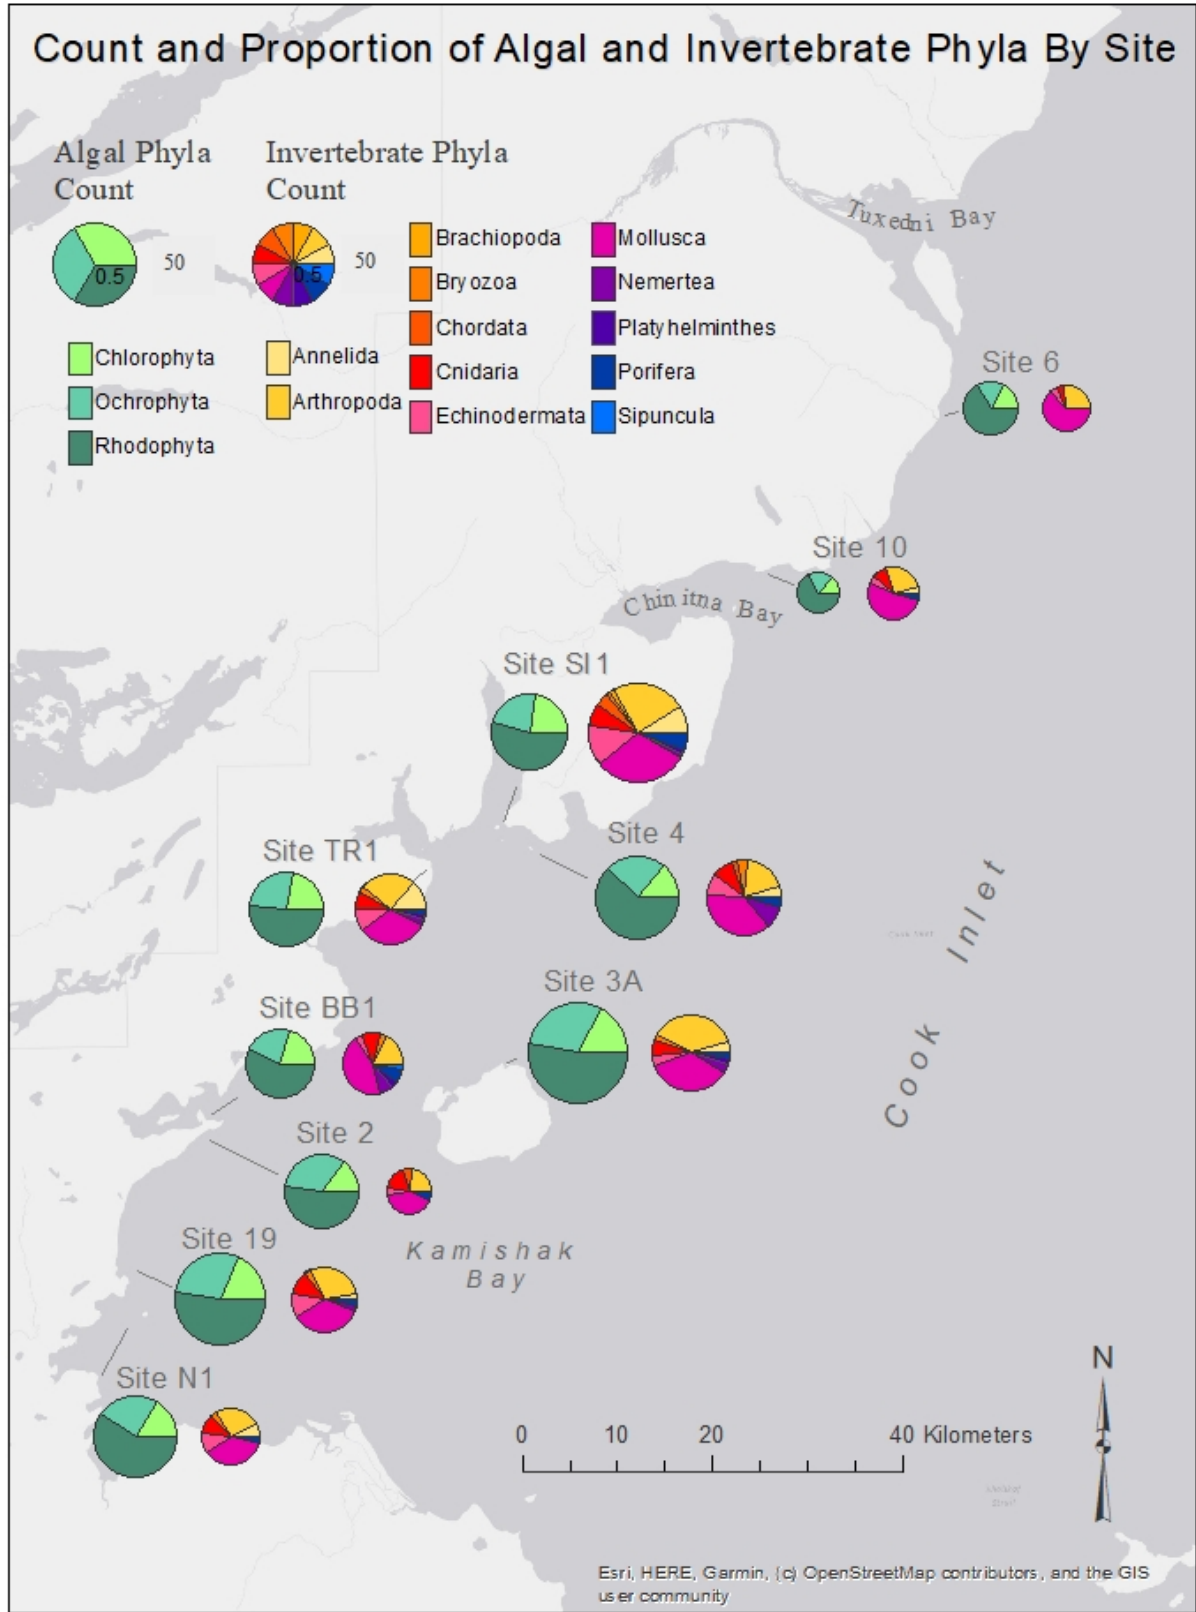 Count and Proportion of Algal and Invertebrate Phyla By Site
Algal Phyla
Count
Invertebrate Phyla
Count
0.5
50
0.5
50
Chlorophyta
Ochrophyta
Rhodophyta
Annelida
Arthropoda
Brachiopoda
Bryozoa
Chordata
Cnidaria
Echinodermata
Mollusca
Nemertea
Platyhelminthes
Porifera
Sipuncula
Tuxedni Bay
Site 6
Site 10
Chinitna Bay
Site SI1
Site 4
Site TR1
Cook Inlet
Site 3A
Site BB1
Site 2
Site 19
Kamishak
Bay
Site N1
N
0 10 20 40 Kilometers
Esri, HERE, Garmin, (c) OpenStreetMap contributors, and the GIS
user community